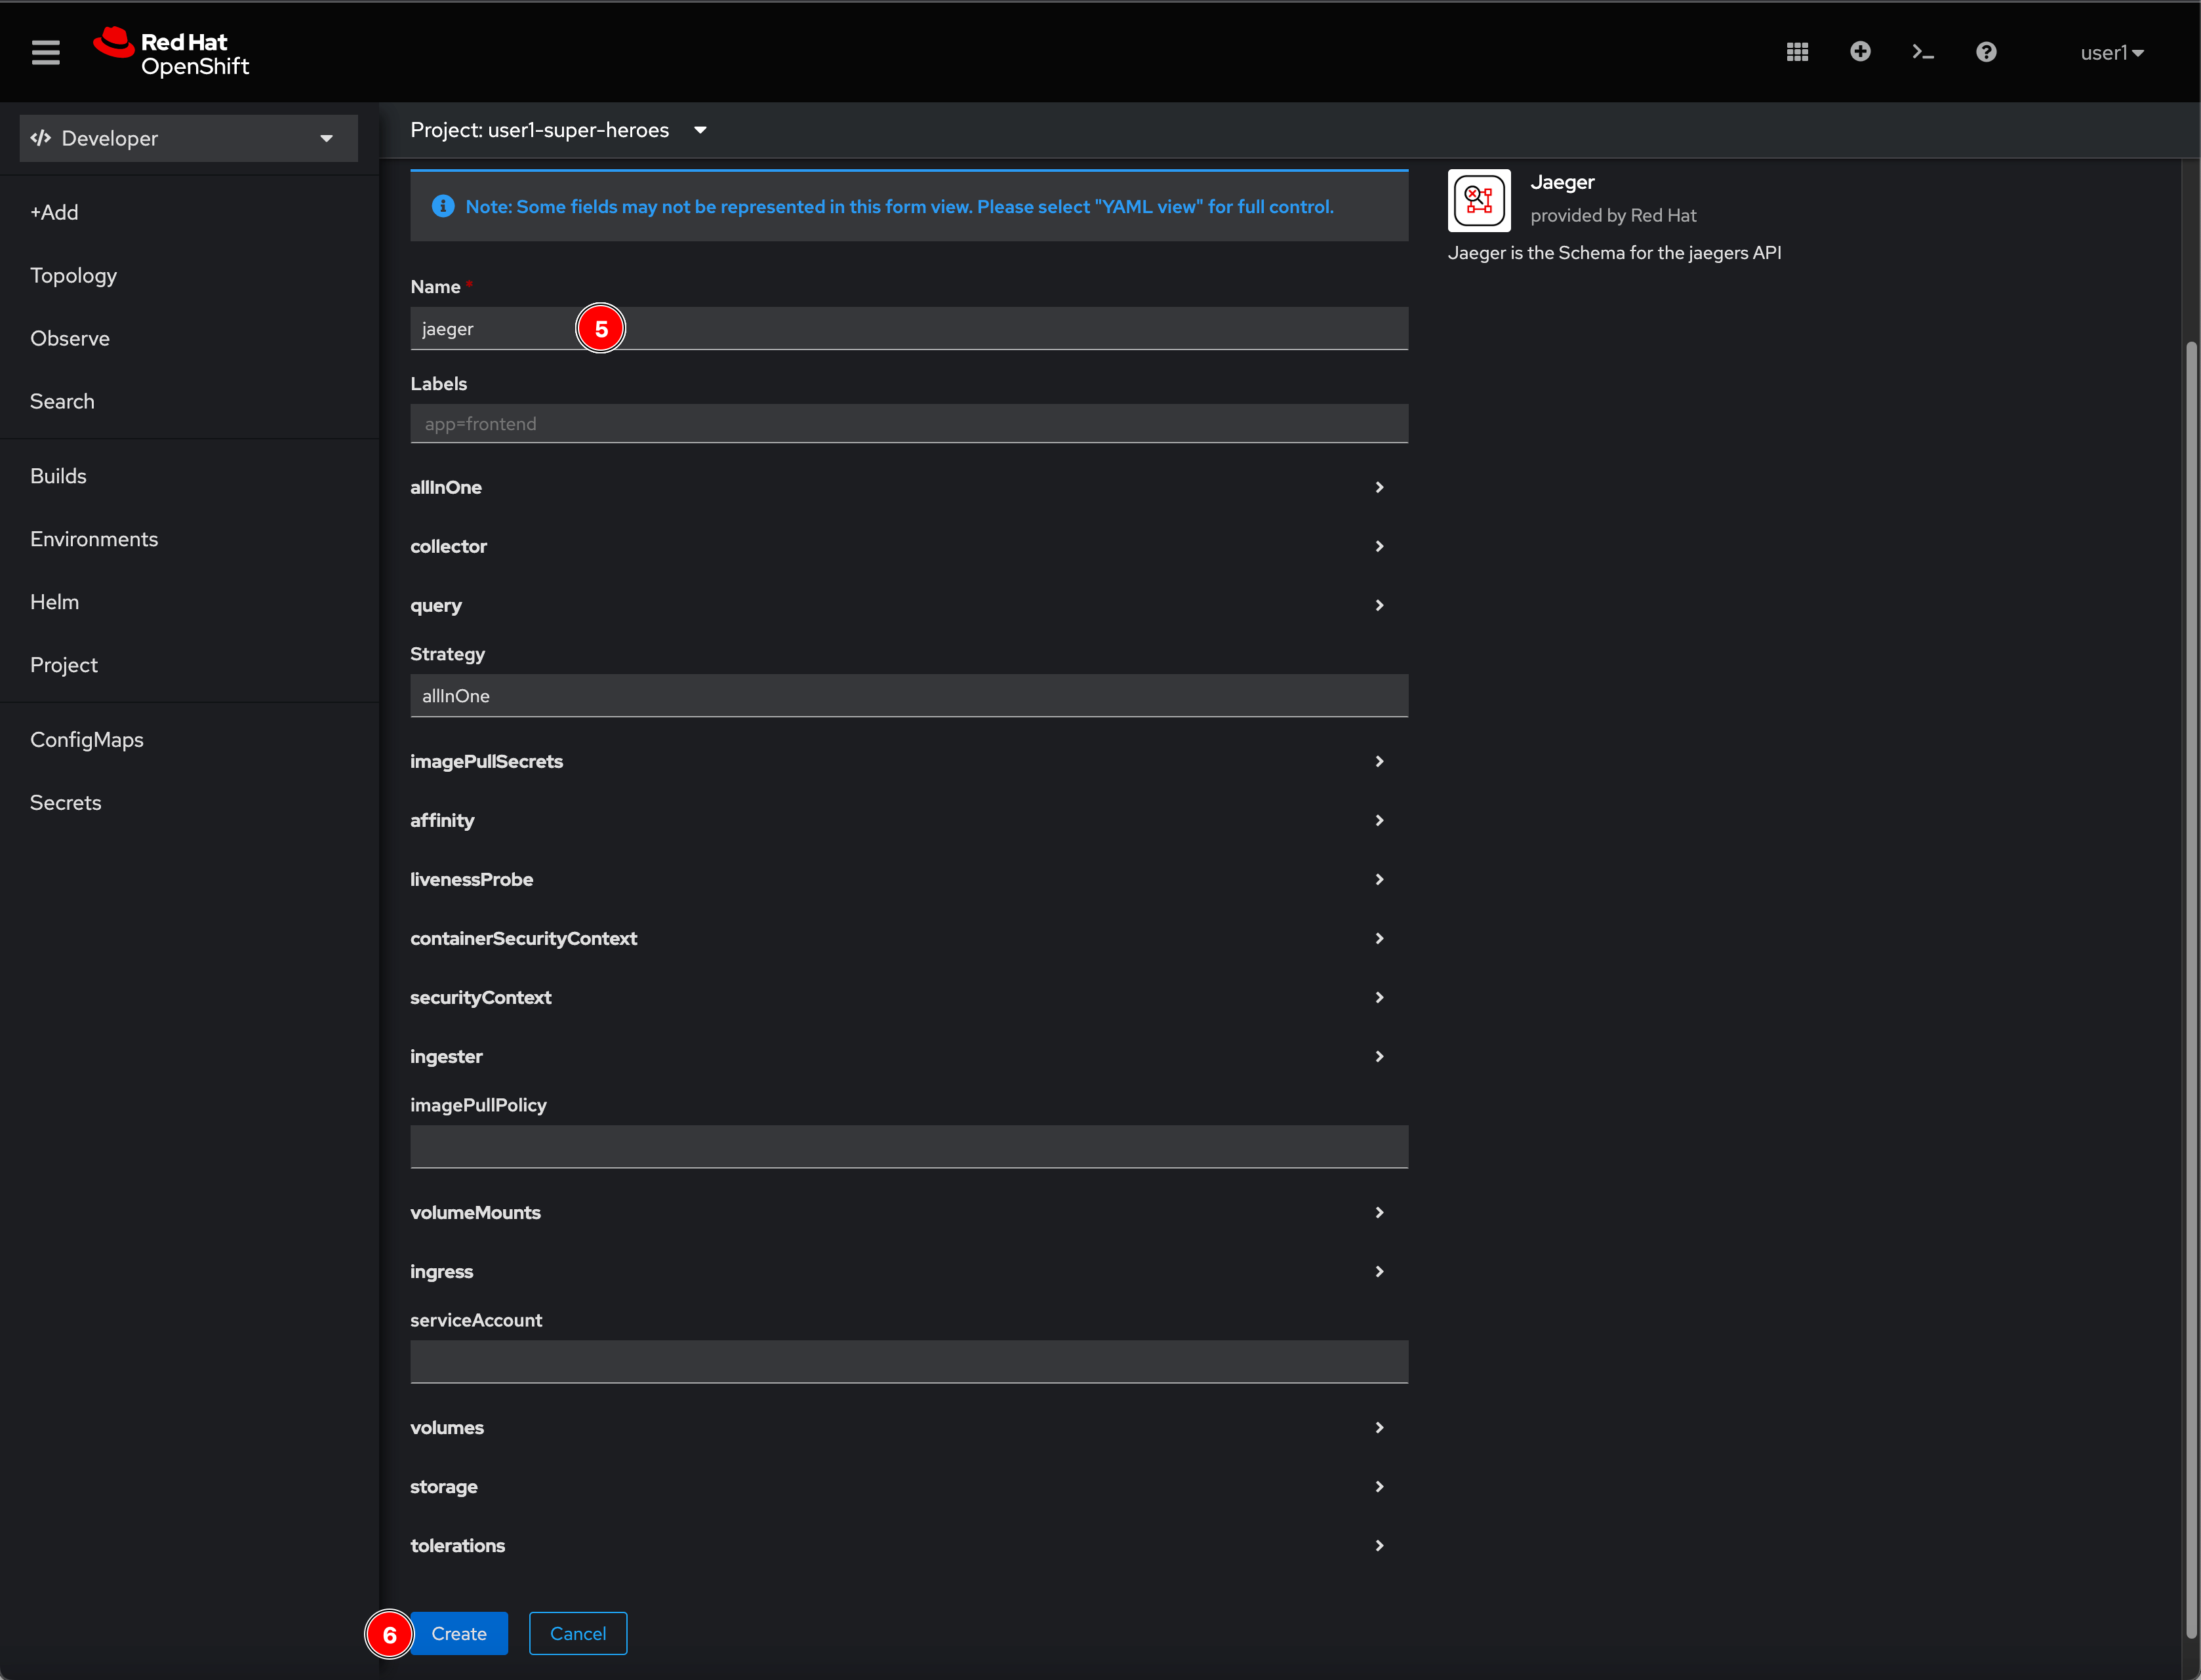 Red Hat
OpenShift
user1
Developer
Project: user1-super-heroes
+Add
Topology
Observe
Search
Builds
Environments
Helm
Project
ConfigMaps
Secrets
Note: Some fields may not be represented in this form view. Please select "YAML view" for full control.
Name *
jaeger
5
Labels
app=frontend
allInOne
collector
query
Strategy
allInOne
imagePullSecrets
affinity
livenessProbe
containerSecurityContext
securityContext
ingester
imagePullPolicy
volumeMounts
ingress
serviceAccount
volumes
storage
tolerations
6
Create
Cancel
Jaeger
provided by Red Hat
Jaeger is the Schema for the jaegers API